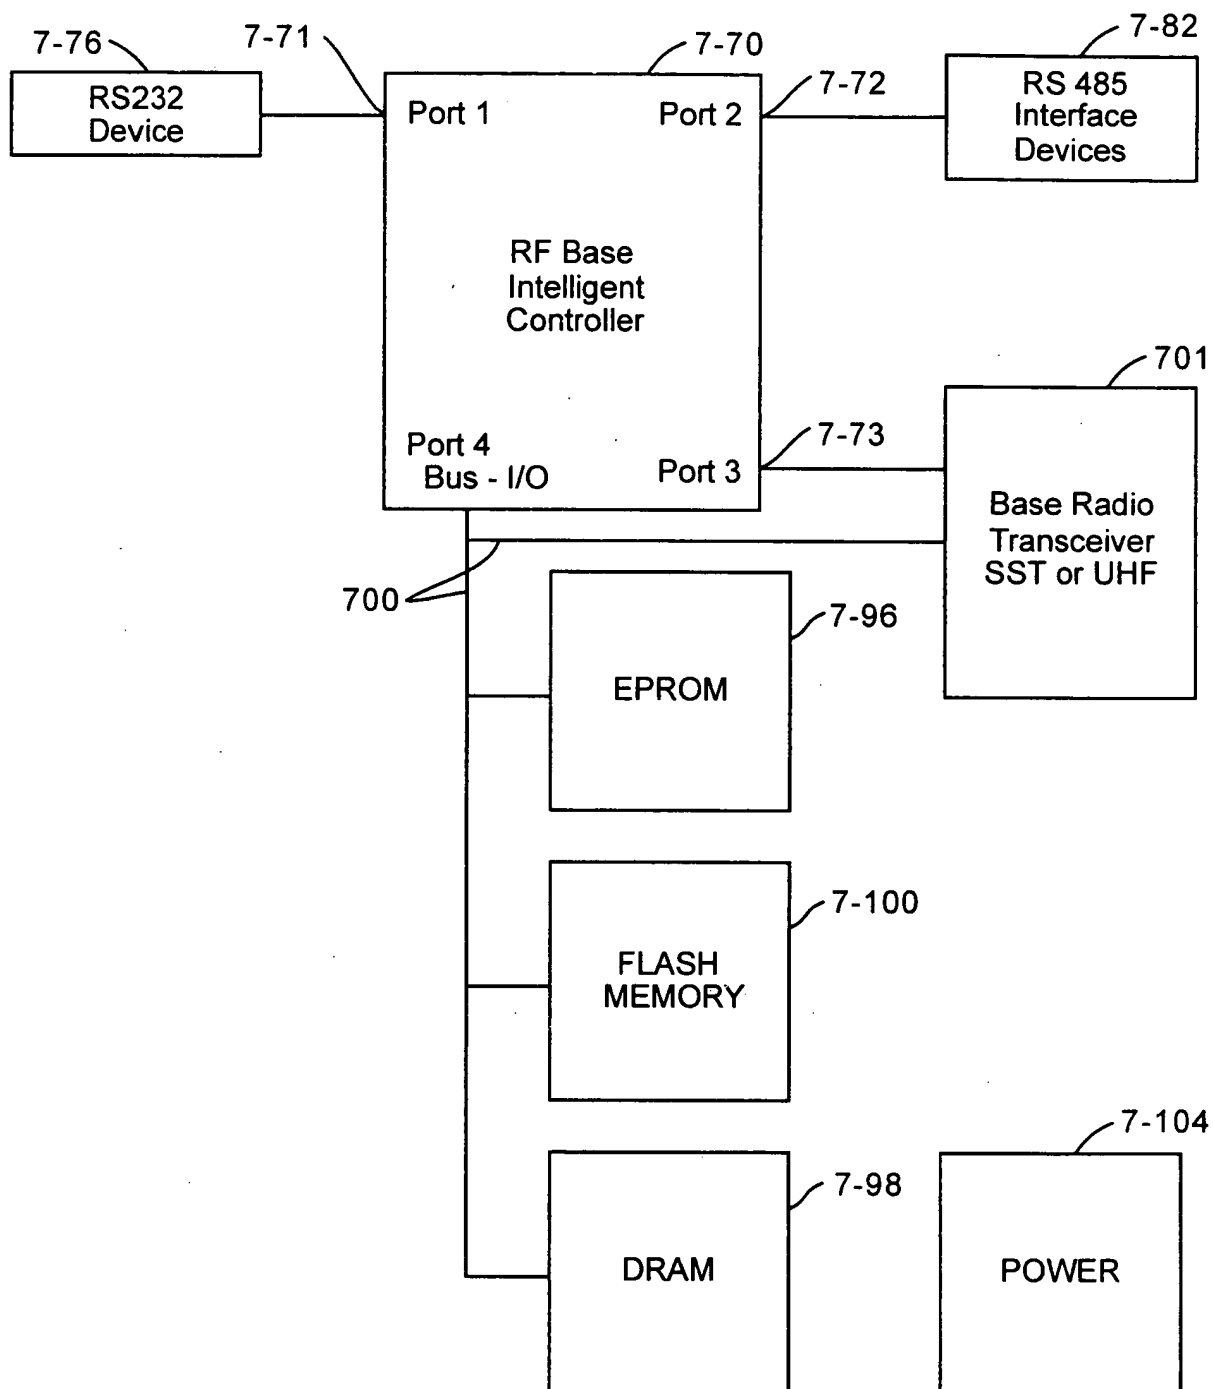 7-76
7-71
7-70
7-82
RS232
Device
Port 1
Port 2
7-72
RS 485
Interface
Devices
RF Base
Intelligent
Controller
701
Port 4
Bus - I/O
Port 3
7-73
Base Radio
Transceiver
SST or UHF
700
7-96
EPROM
7-100
FLASH
MEMORY
7-104
7-98
DRAM
POWER